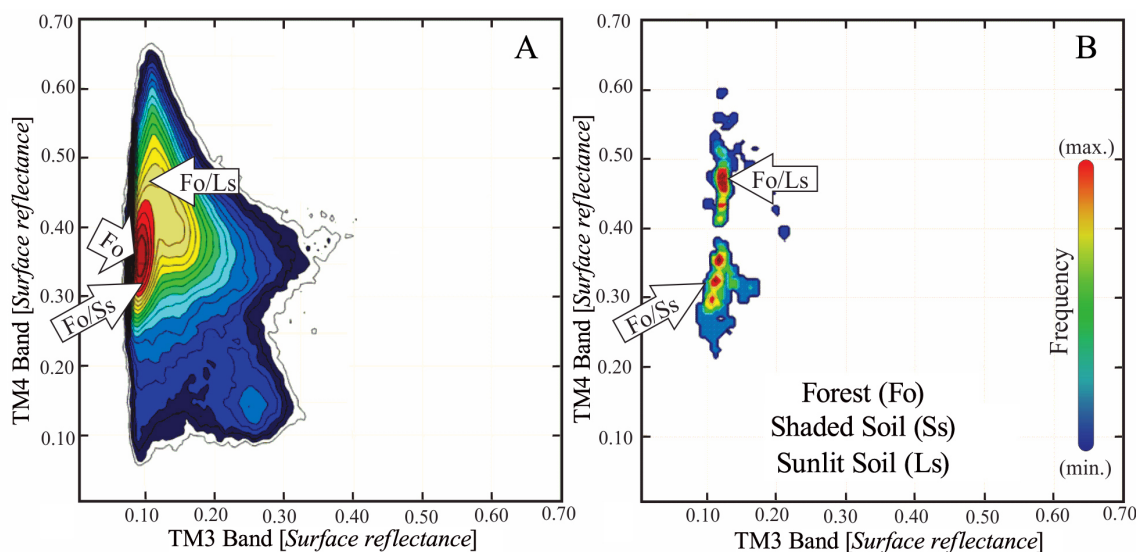 A
0.70
0.60
0.50
0.40
0.30
0.20
0.10
TM4 Band [Surface reflectance]
Fo/Ls
Fo
Fo/Ss
0.10 0.20 0.30 0.40 0.50 0.60 0.70
TM3 Band [Surface reflectance]
B
0.70
0.60
0.50
0.40
0.30
0.20
0.10
TM4 Band [Surface reflectance]
Fo/Ls
Fo/Ss
(max.)
Frequency
(min.)
Forest (Fo)
Shaded Soil (Ss)
Sunlit Soil (Ls)
0.10 0.20 0.30 0.40 0.50 0.60 0.70
TM3 Band [Surface reflectance]